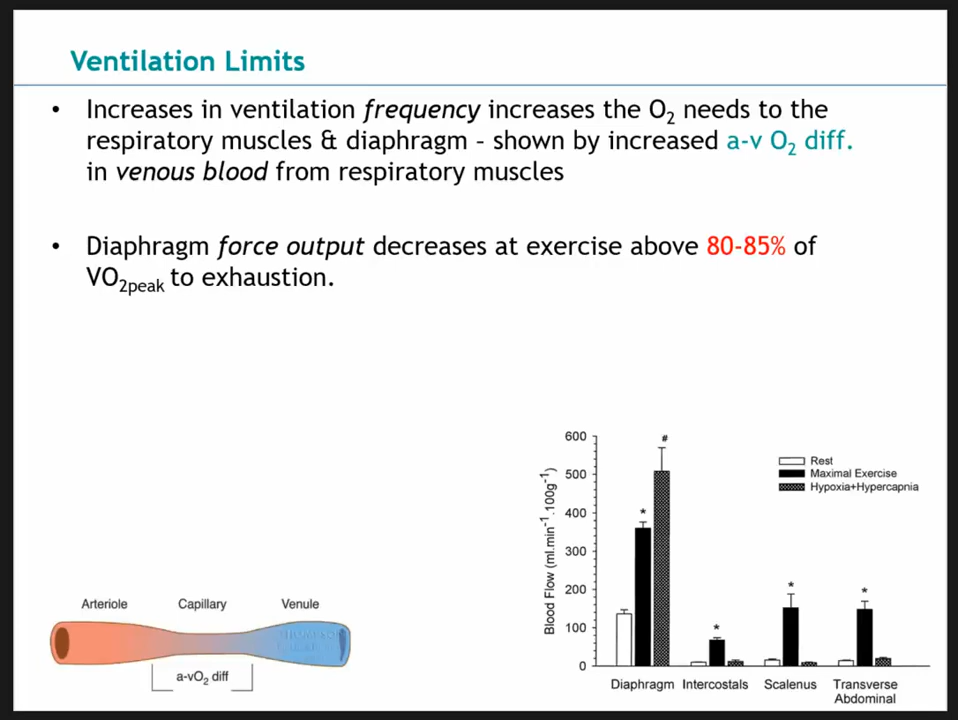 Ventilation Limits
• Increases in ventilation frequency increases the O2 needs to the
respiratory muscles & diaphragm – shown by increased a-v O2 diff.
in venous blood from respiratory muscles
• Diaphragm force output decreases at exercise above 80-85% of
VO2peak to exhaustion.
Arteriole Capillary Venule
a-vO2 diff
Blood Flow (ml.min-1.100g-1)
600
500
400
300
200
100
0
#
*
*
*
*
Rest
Maximal Exercise
Hypoxia+Hypercapnia
Diaphragm Intercostals Scalenus Transverse
Abdominal